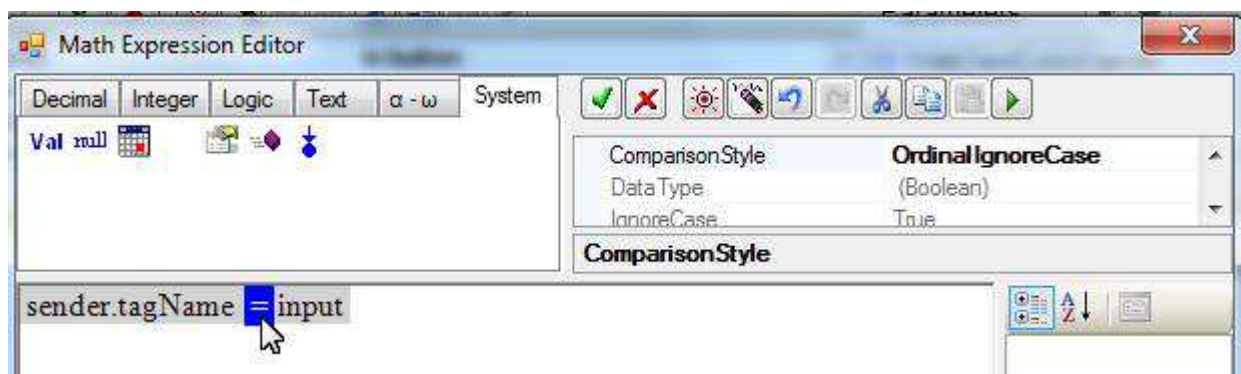 Math Expression Editor
Decimal Integer Logic Text α - ω System
Val null
ComparisonStyle OrdinalIgnoreCase
DataType (Boolean)
IgnoreCase True
ComparisonStyle
sender.tagName = input
A
Z